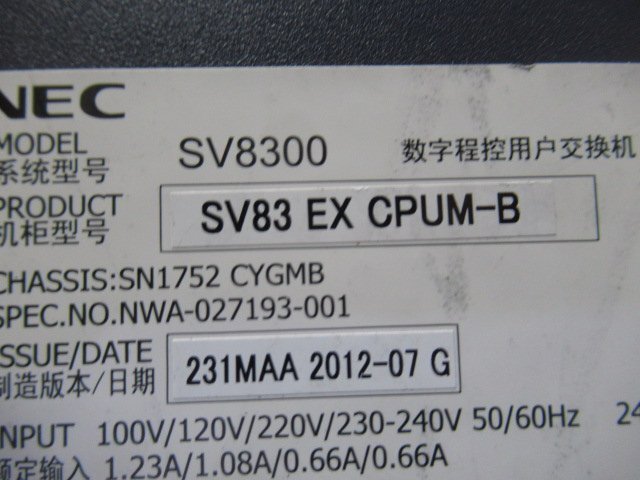 NEC
MODEL
系统型号
SV8300
数字程控用户交换机
PRODUCT
机柜型号
SV83 EX CPUM-B
CHASSIS:SN1752 CYGMB
SPEC.NO.NWA-027193-001
ISSUE/DATE
制造版本/日期
231MAA 2012-07 G
INPUT 100V/120V/220V/230-240V 50/60Hz 24
额定输入 1.23A/1.08A/0.66A/0.66A